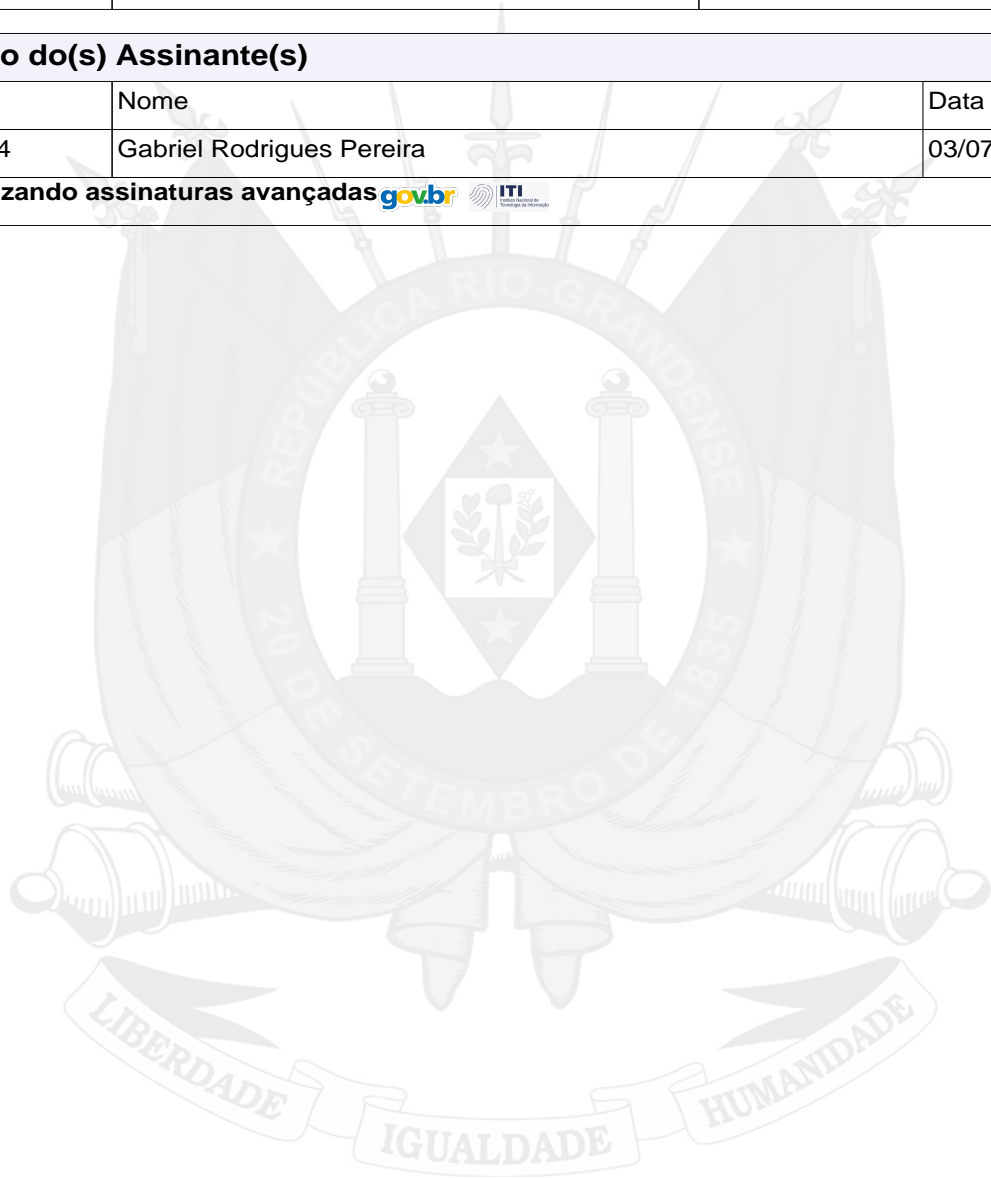 o do(s) Assinante(s)
Nome Data
4 Gabriel Rodrigues Pereira 03/07
zando assinaturas avançadas gov.br ITI
REPÚBLICA RIO-GRANDENSE
20 DE SETEMBRO DE 1835
LIBERDADE IGUALDADE HUMANIDADE